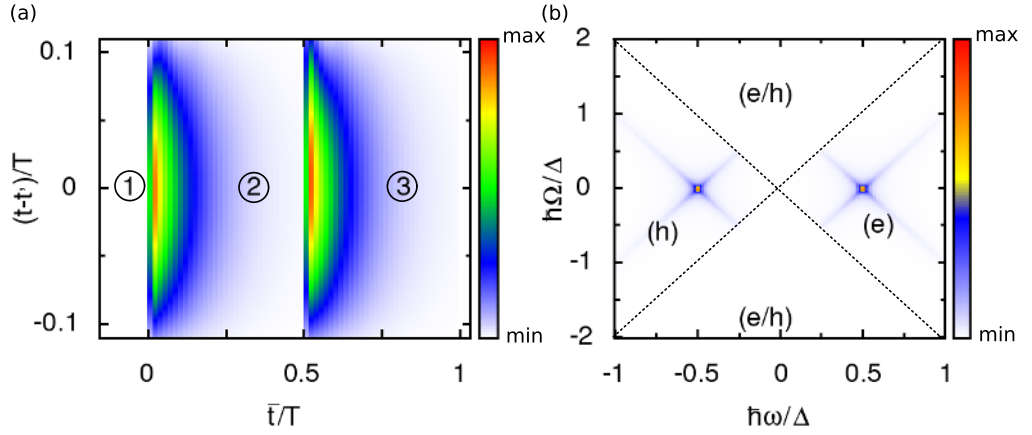 (a)
(b)
0.1
0
-0.1
(t-t')/T
① ② ③
0 0.5 1
t̄/T
max
min
2
1
0
-1
-2
ħΩ/Δ
(e/h)
(h) (e)
(e/h)
-1 -0.5 0 0.5 1
ħω/Δ
max
min